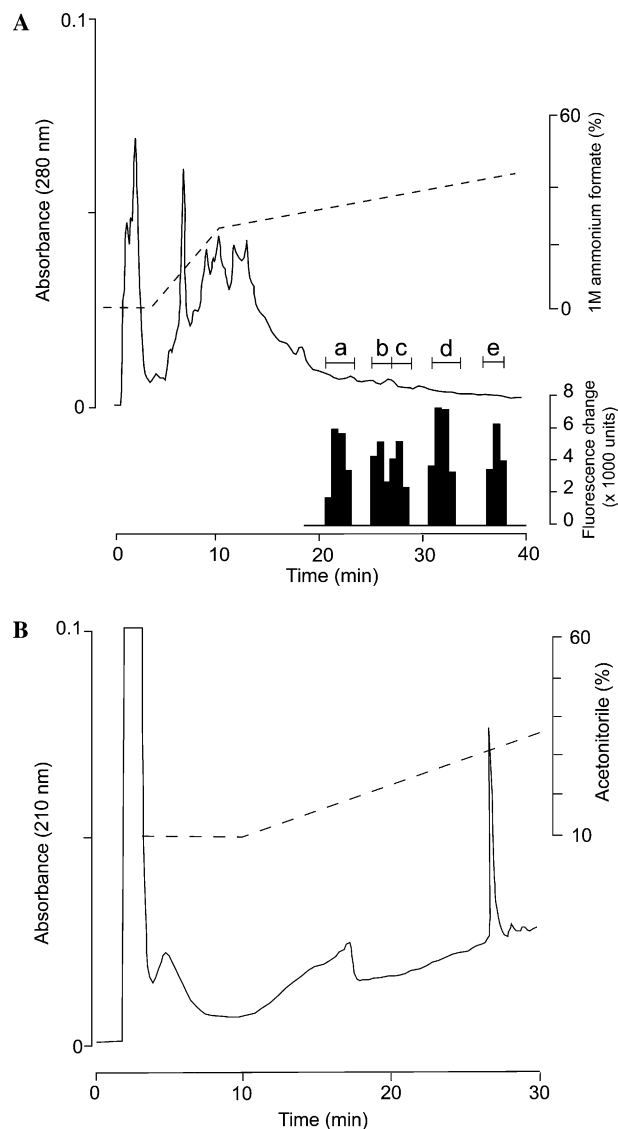 A
0.1
0
Absorbance (280 nm)
60
0
1M ammonium formate (%)
a b c d e
8
6
4
2
0
Fluorescence change
(x 1000 units)
0 10 20 30 40
Time (min)
B
0.1
0
Absorbance (210 nm)
60
10
Acetonitorile (%)
0 10 20 30
Time (min)